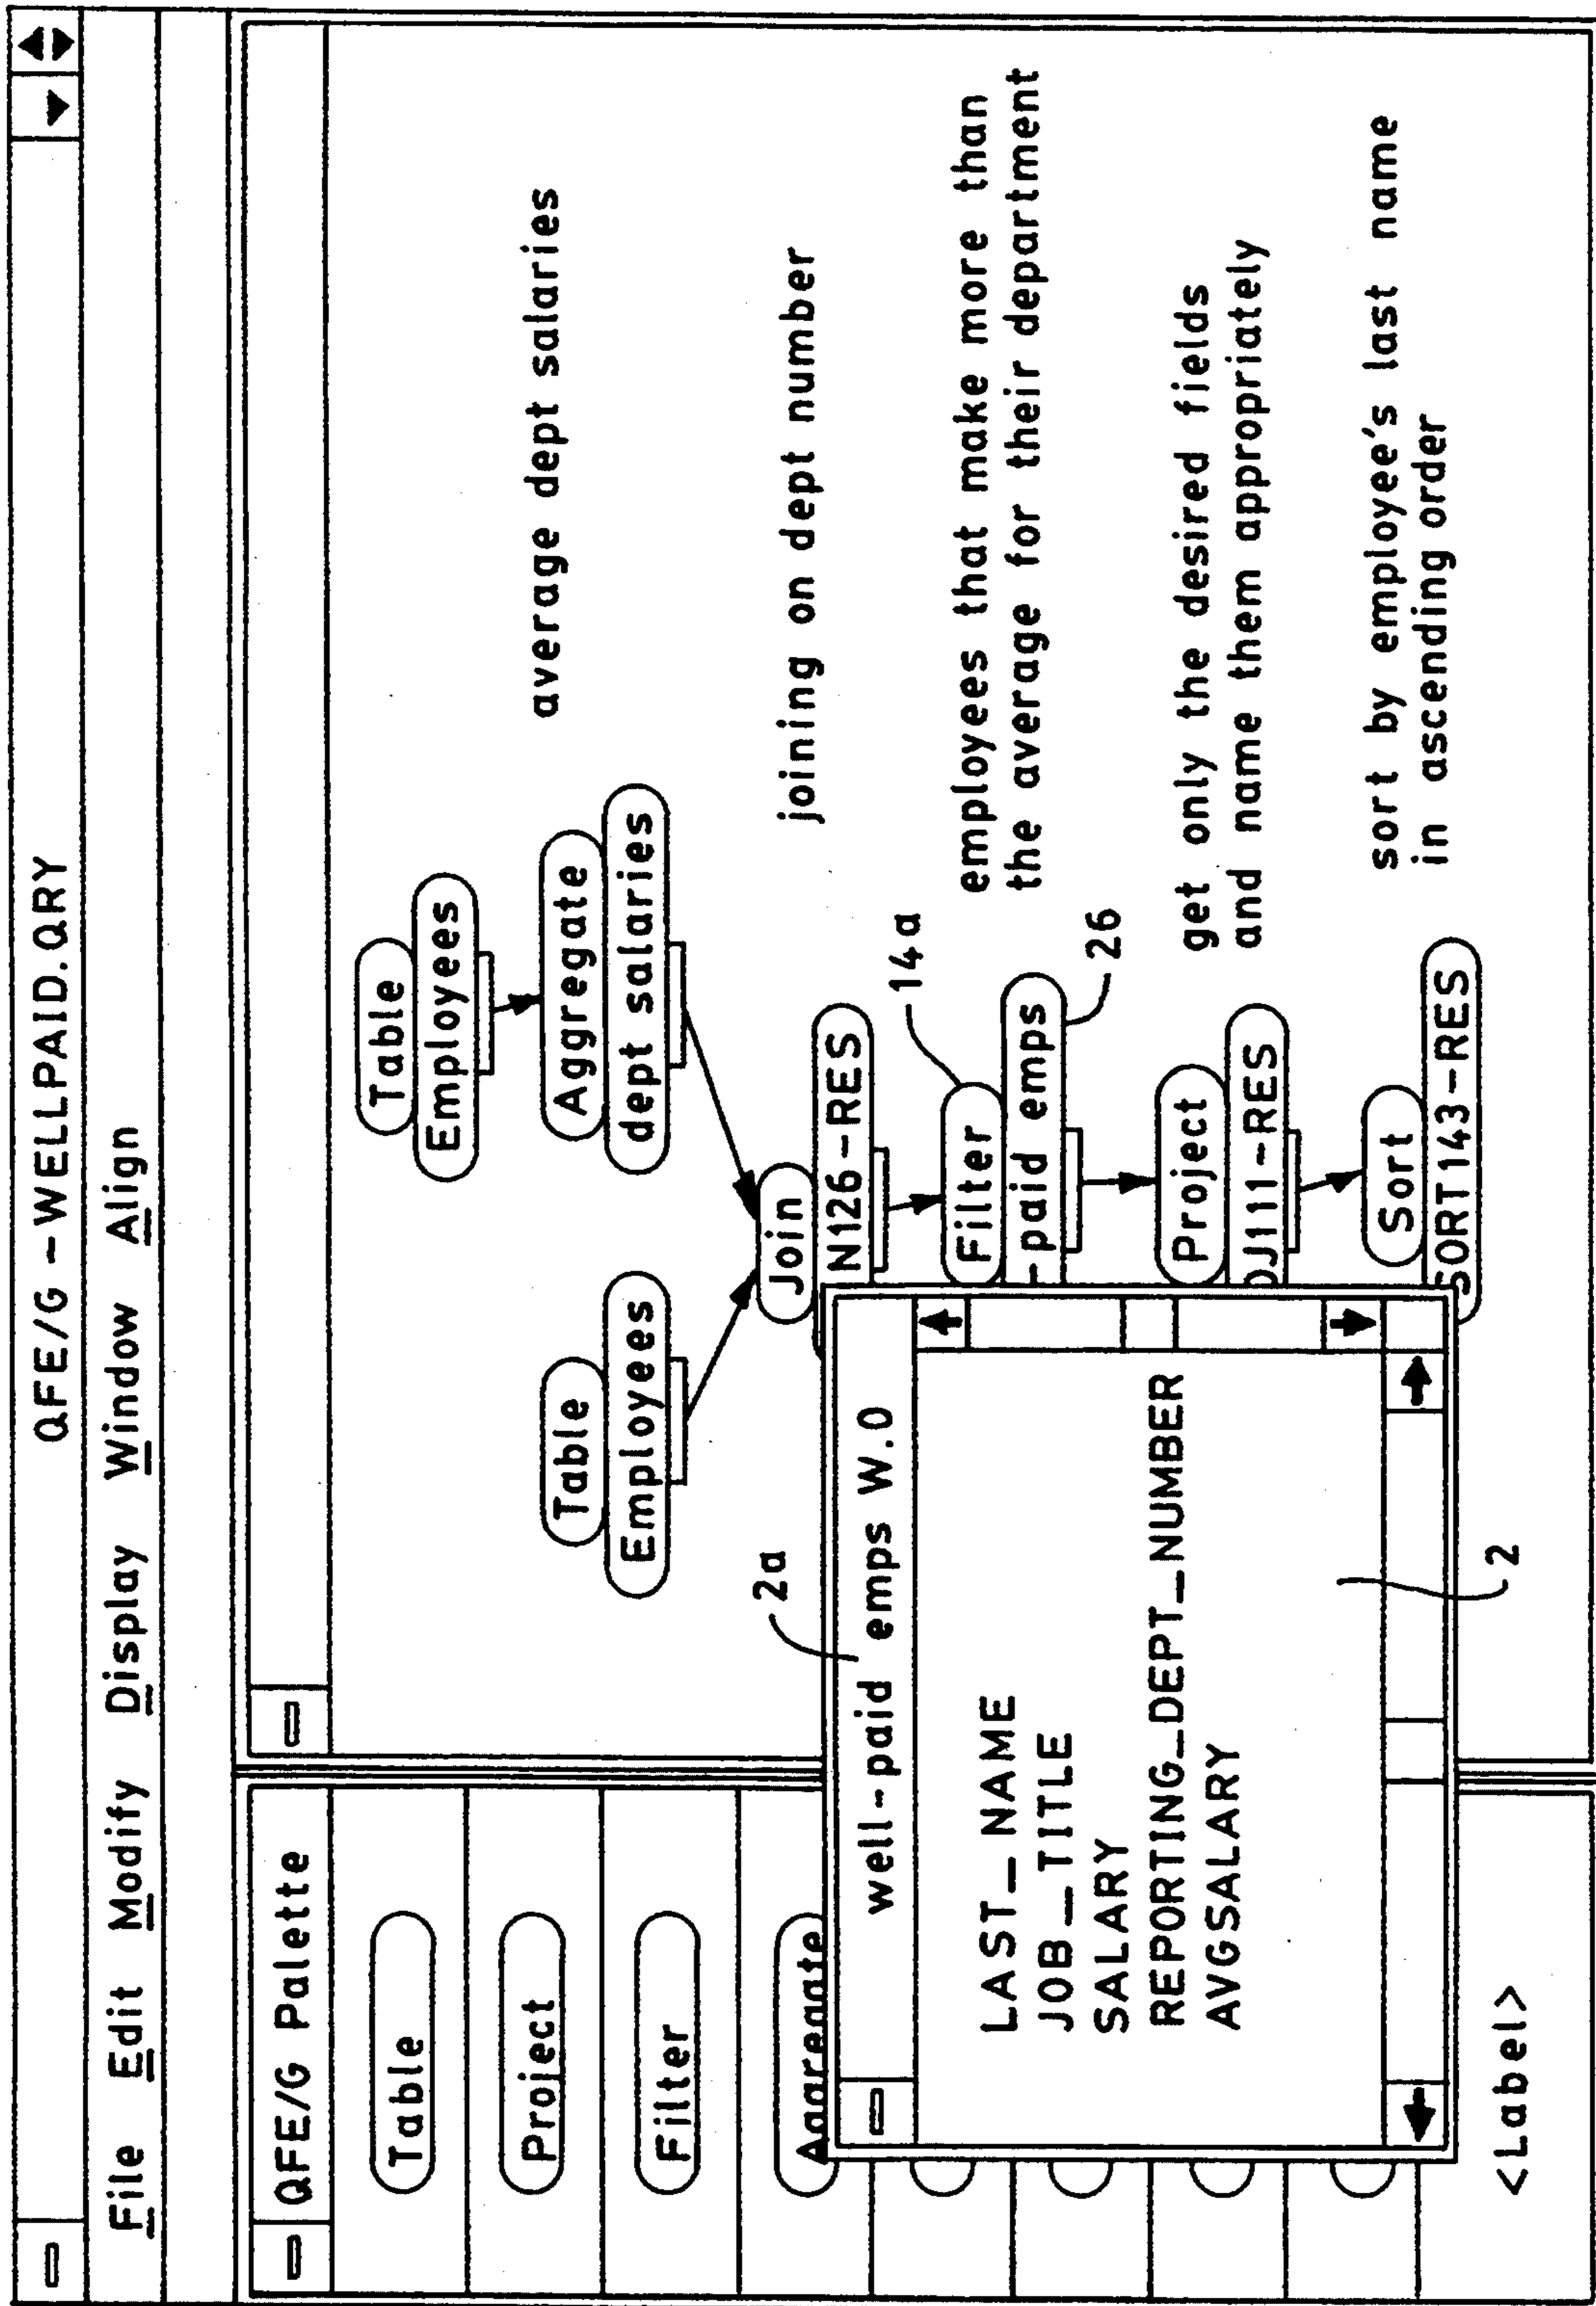 QFE/G -WELLPAID.QRY
File Edit Modify Display Window Align
QFE/G Palette
Table
Project
Filter
Aggregate
<Label>
Table
Employees
Table
Employees
Aggregate
dept salaries
average dept salaries
Join
N126-RES
joining on dept number
Filter
14a
-paid emps
26
employees that make more than
the average for their department
Project
OJ111-RES
get only the desired fields
and name them appropriately
Sort
SORT143-RES
sort by employee's last name
in ascending order
2a
well-paid emps W.0
LAST_NAME
JOB_TITLE
SALARY
REPORTING_DEPT_NUMBER
AVGSALARY
2